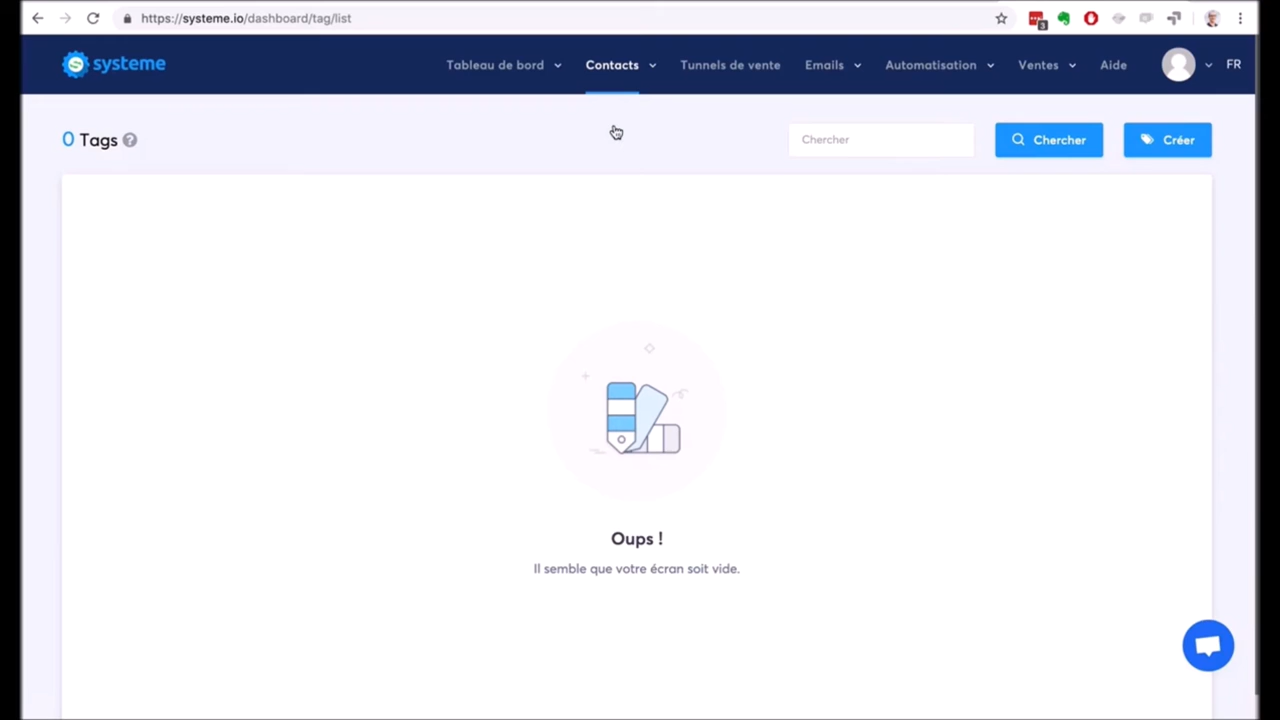 https://systeme.io/dashboard/tag/list
3
systeme
Tableau de bord
Contacts
Tunnels de vente
Emails
Automatisation
Ventes
Aide
FR
0 Tags ?
Chercher
Chercher
Créer
Oups !
Il semble que votre écran soit vide.